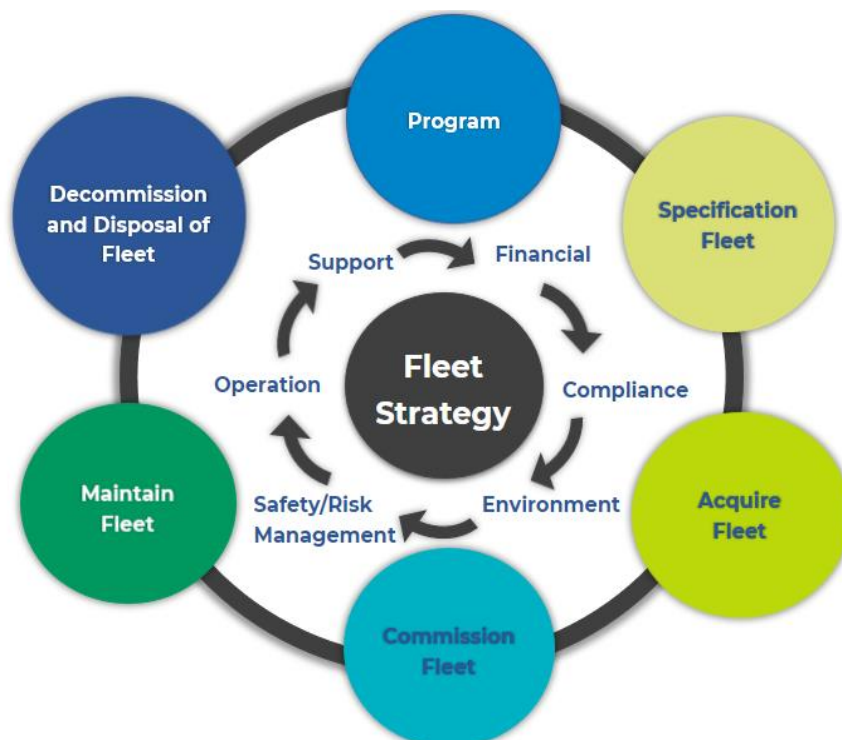 Program
Specification
Fleet
Acquire
Fleet
Commission
Fleet
Maintain
Fleet
Decommission
and Disposal of
Fleet
Support
Financial
Compliance
Environment
Safety/Risk
Management
Operation
Fleet
Strategy